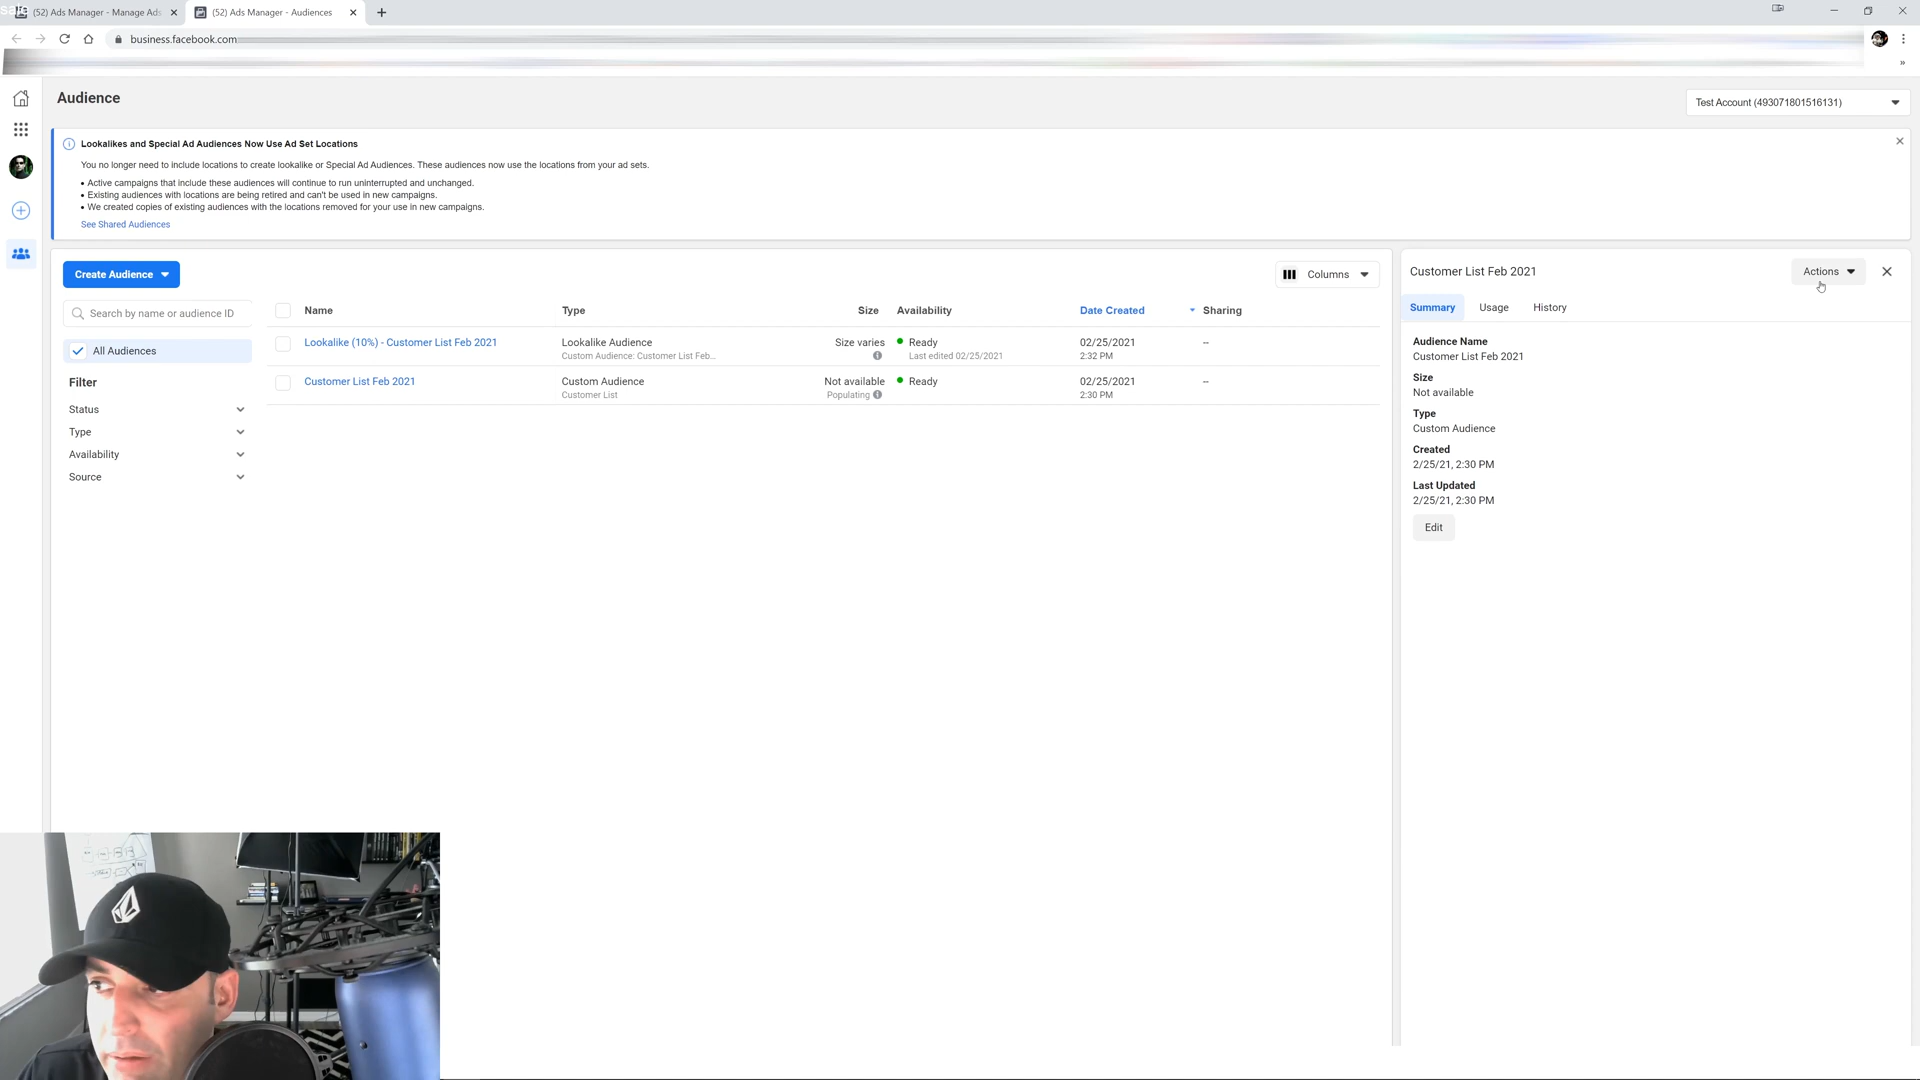 (52) Ads Manager - Manage Ads
(52) Ads Manager - Audiences
business.facebook.com
»
Audience
Test Account (493071801516131)
Lookalikes and Special Ad Audiences Now Use Ad Set Locations
You no longer need to include locations to create lookalike or Special Ad Audiences. These audiences now use the locations from your ad sets.
• Active campaigns that include these audiences will continue to run uninterrupted and unchanged.
• Existing audiences with locations are being retired and can't be used in new campaigns.
• We created copies of existing audiences with the locations removed for your use in new campaigns.
See Shared Audiences
Create Audience
Columns
Search by name or audience ID
All Audiences
Filter
Status
Type
Availability
Source
Name Type Size Availability Date Created Sharing
Lookalike (10%) - Customer List Feb 2021 Lookalike Audience Size varies Ready 02/25/2021 --
Custom Audience: Customer List Feb... Last edited 02/25/2021 2:32 PM
Customer List Feb 2021 Custom Audience Not available Ready 02/25/2021 --
Customer List Populating 2:30 PM
Customer List Feb 2021
Actions
Summary Usage History
Audience Name
Customer List Feb 2021
Size
Not available
Type
Custom Audience
Created
2/25/21, 2:30 PM
Last Updated
2/25/21, 2:30 PM
Edit